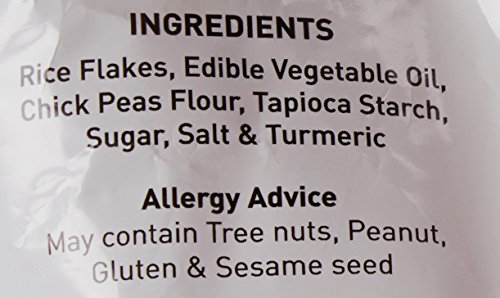 INGREDIENTS
Rice Flakes, Edible Vegetable Oil,
Chick Peas Flour, Tapioca Starch,
Sugar, Salt & Turmeric
Allergy Advice
May contain Tree nuts, Peanut,
Gluten & Sesame seed